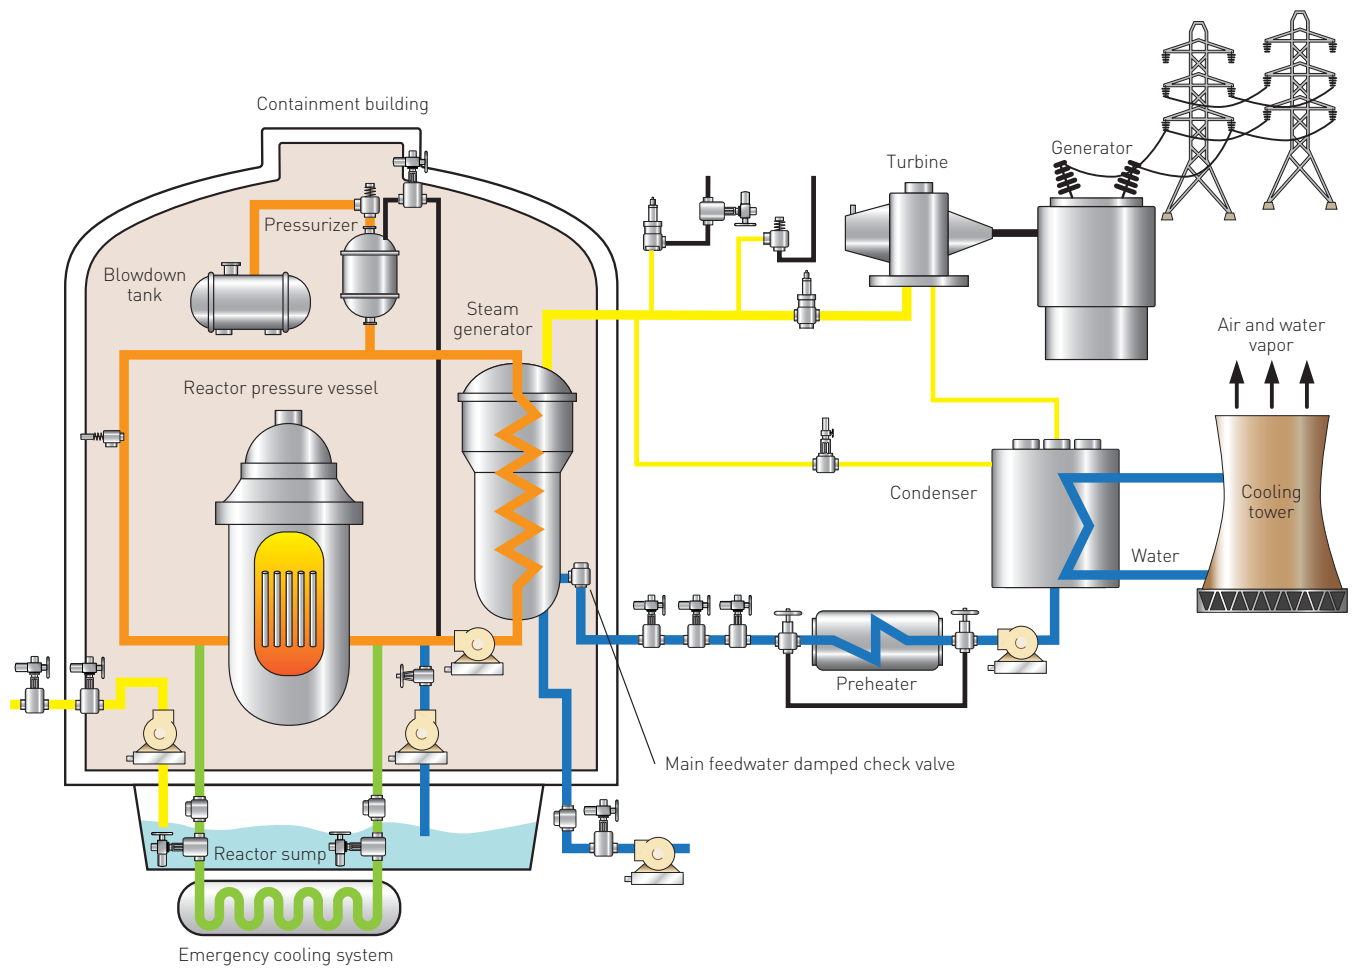 Containment building
Generator
Turbine
Pressurizer
Blowdown
tank
Steam
generator
Air and water
vapor
Reactor pressure vessel
Condenser
Cooling
tower
Water
Preheater
Main feedwater damped check valve
Reactor sump
Emergency cooling system